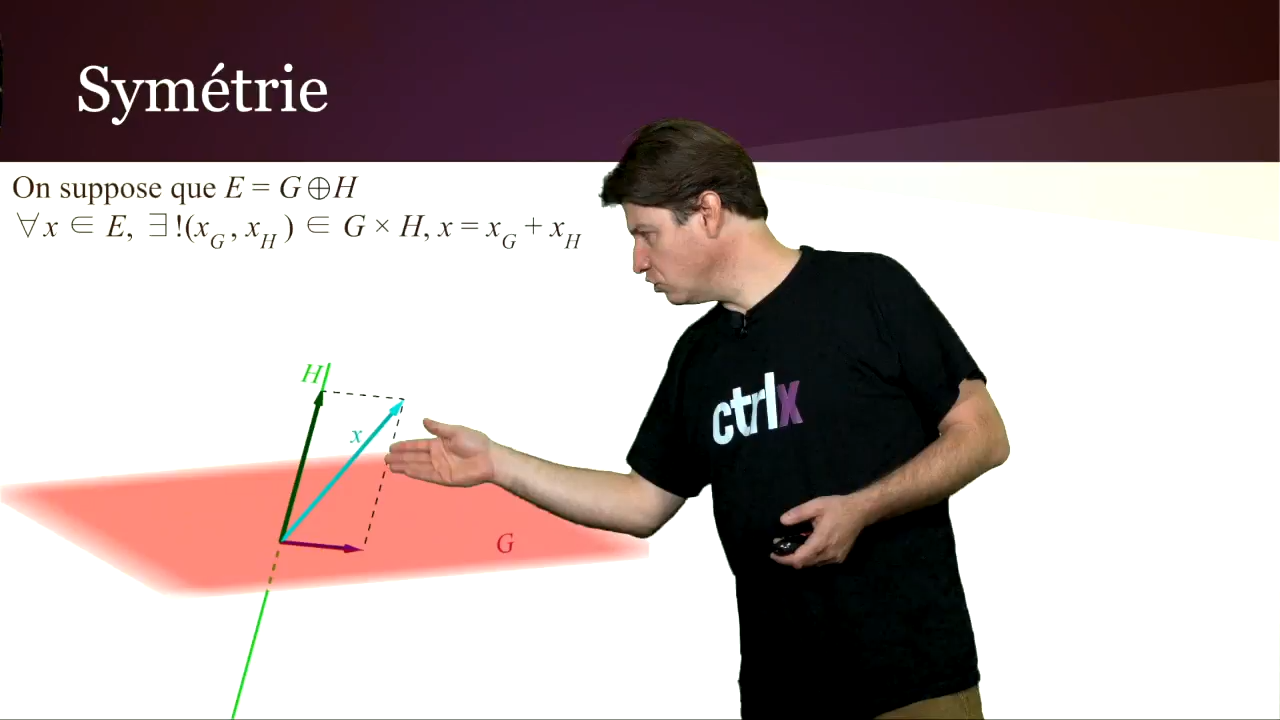 Symétrie
On suppose que E = G⊕H
∀x ∈ E, ∃!(x_G, x_H) ∈ G × H, x = x_G + x_H
H
x
ctrlx
G